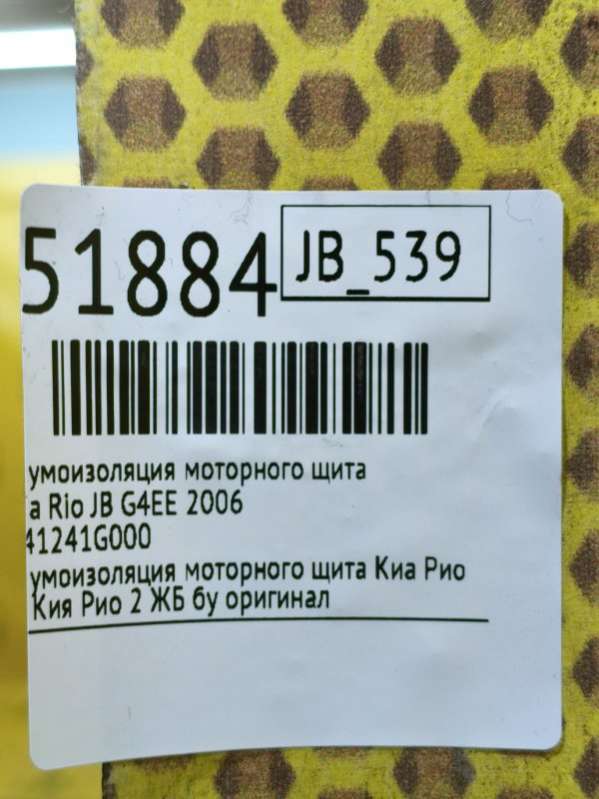 51884
JB_539
умоизоляция моторного щита
a Rio JB G4EE 2006
41241G000
умоизоляция моторного щита Киа Рио
Кия Рио 2 ЖБ бу оригинал